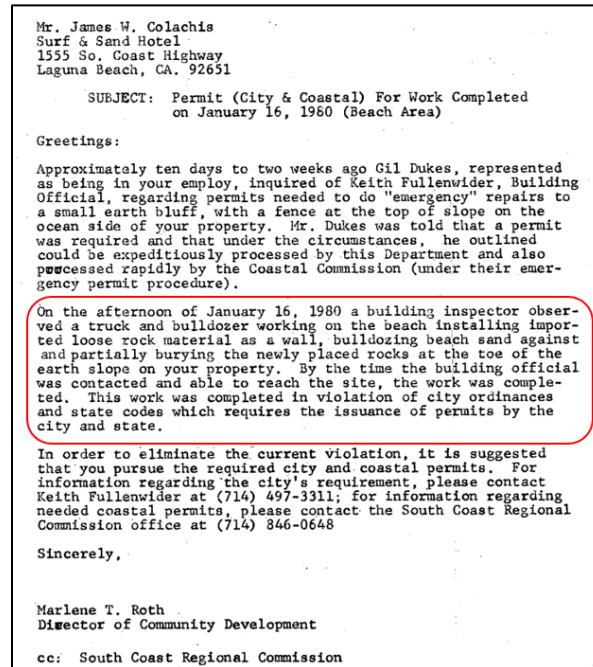 Mr. James W. Colachis
Surf & Sand Hotel
1555 So. Coast Highway
Laguna Beach, CA. 92651
SUBJECT: Permit (City & Coastal) For Work Completed
on January 16, 1980 (Beach Area)
Greetings:
Approximately ten days to two weeks ago Gil Dukes, represented
as being in your employ, inquired of Keith Fullenwider, Building
Official, regarding permits needed to do "emergency" repairs to
a small earth bluff, with a fence at the top of slope on the
ocean side of your property. Mr. Dukes was told that a permit
was required and that under the circumstances, he outlined
could be expeditiously processed by this Department and also
processed rapidly by the Coastal Commission (under their emer-
gency permit procedure).
On the afternoon of January 16, 1980 a building inspector obser-
ved a truck and bulldozer working on the beach installing impor-
ted loose rock material as a wall, bulldozing beach sand against
and partially burying the newly placed rocks at the toe of the
earth slope on your property. By the time the building official
was contacted and able to reach the site, the work was comple-
ted. This work was completed in violation of city ordinances
and state codes which requires the issuance of permits by the
city and state.
In order to eliminate the current violation, it is suggested
that you pursue the required city and coastal permits. For
information regarding the city's requirement, please contact
Keith Fullenwider at (714) 497-3311; for information regarding
needed coastal permits, please contact the South Coast Regional
Commission office at (714) 846-0648
Sincerely,
Marlene T. Roth
Director of Community Development
cc: South Coast Regional Commission